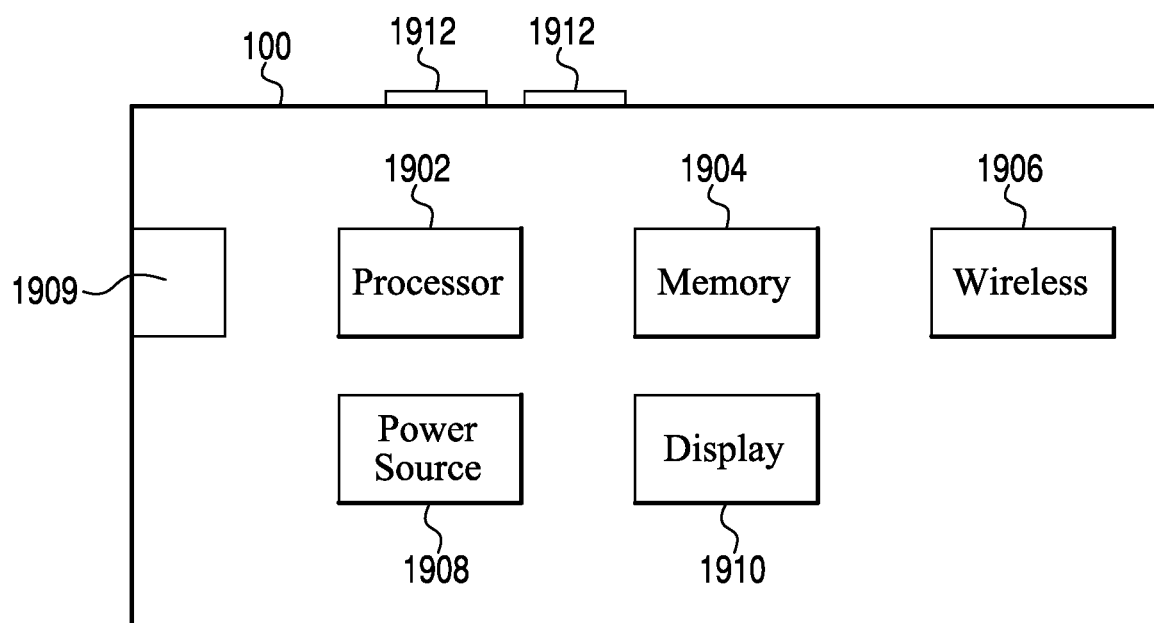 1912 1912
100
1902 1904 1906
Processor Memory Wireless
1909
Power
Source
Display
1908 1910